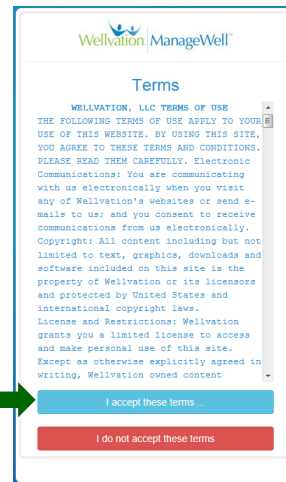 Wellvation ManageWell™
Terms
WELLVATION, LLC TERMS OF USE
THE FOLLOWING TERMS OF USE APPLY TO YOUR
USE OF THIS WEBSITE. BY USING THIS SITE,
YOU AGREE TO THESE TERMS AND CONDITIONS.
PLEASE READ THEM CAREFULLY. Electronic
Communications: You are communicating
with us electronically when you visit
any of Wellvation's websites or send e-
mails to us; and you consent to receive
communications from us electronically.
Copyright: All content including but not
limited to text, graphics, downloads and
software included on this site is the
property of Wellvation or its licensors
and protected by United States and
international copyright laws.
License and Restrictions: Wellvation
grants you a limited license to access
and make personal use of this site.
Except as otherwise explicitly agreed in
writing, Wellvation owned content
I accept these terms ...
I do not accept these terms